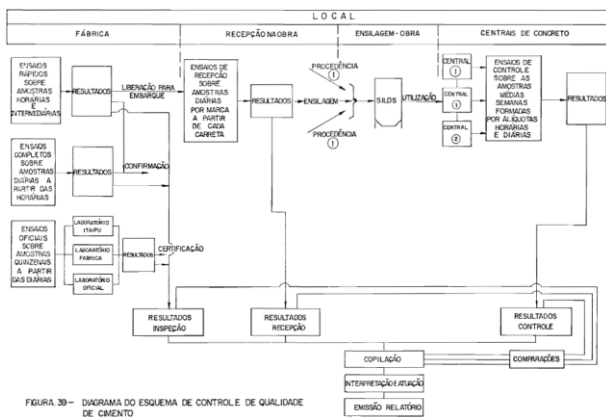 LOCAL
FÁBRICA
RECEPÇÃO NA OBRA
ENSILAGEM-OBRA
CENTRAIS DE CONCRETO
ENSAIOS
RÁPIDOS SOBRE
AMOSTRAS
HORÁRIAS
E
INTERMEDIÁRIAS
RESULTADOS
LIBERAÇÃO PARA
EMBARQUE
ENSAIOS DE
RECEPÇÃO
SOBRE
AMOSTRAS
DIÁRIAS
POR MARCA
A PARTIR
DE CADA
CARRETA
RESULTADOS
PROCEDÊNCIA
1
ENSILAGEM
PROCEDÊNCIA
1
SILOS
UTILIZAÇÃO
CENTRAL
1
CENTRAL
1
CENTRAL
2
ENSAIOS DE
CONTROLE
SOBRE AS
AMOSTRAS
MÉDIAS
SEMANAS
FORMADAS
POR ALÍQUOTAS
HORÁRIAS
E DIÁRIAS
RESULTADOS
ENSAIOS
COMPLETOS
SOBRE
AMOSTRAS
DIÁRIAS A
PARTIR DAS
HORÁRIAS
RESULTADOS
CONFIRMAÇÃO
ENSAIOS
OFICIAIS
SOBRE
AMOSTRAS
QUINZENAIS A
PARTIR
DAS DIÁRIAS
LABORATÓRIO
ITAIPU
LABORATÓRIO
FABRICA
LABORATÓRIO
OFICIAL
RESULTADOS
CERTIFICAÇÃO
RESULTADOS
INSPEÇÃO
RESULTADOS
RECEPÇÃO
RESULTADOS
CONTROLE
COPILAÇÃO
COMPARAÇÕES
INTERPRETAÇÃO E ATUAÇÃO
EMISSÃO RELATÓRIO
FIGURA 39 - DIAGRAMA DO ESQUEMA DE CONTROLE DE QUALIDADE
DE CIMENTO